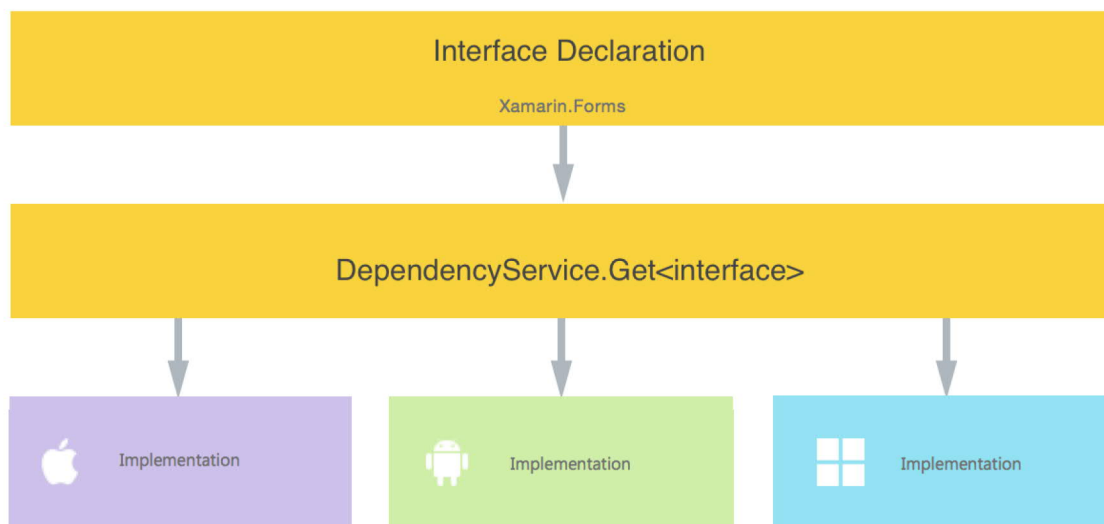 Interface Declaration
Xamarin.Forms
DependencyService.Get<interface>
Implementation
Implementation
Implementation